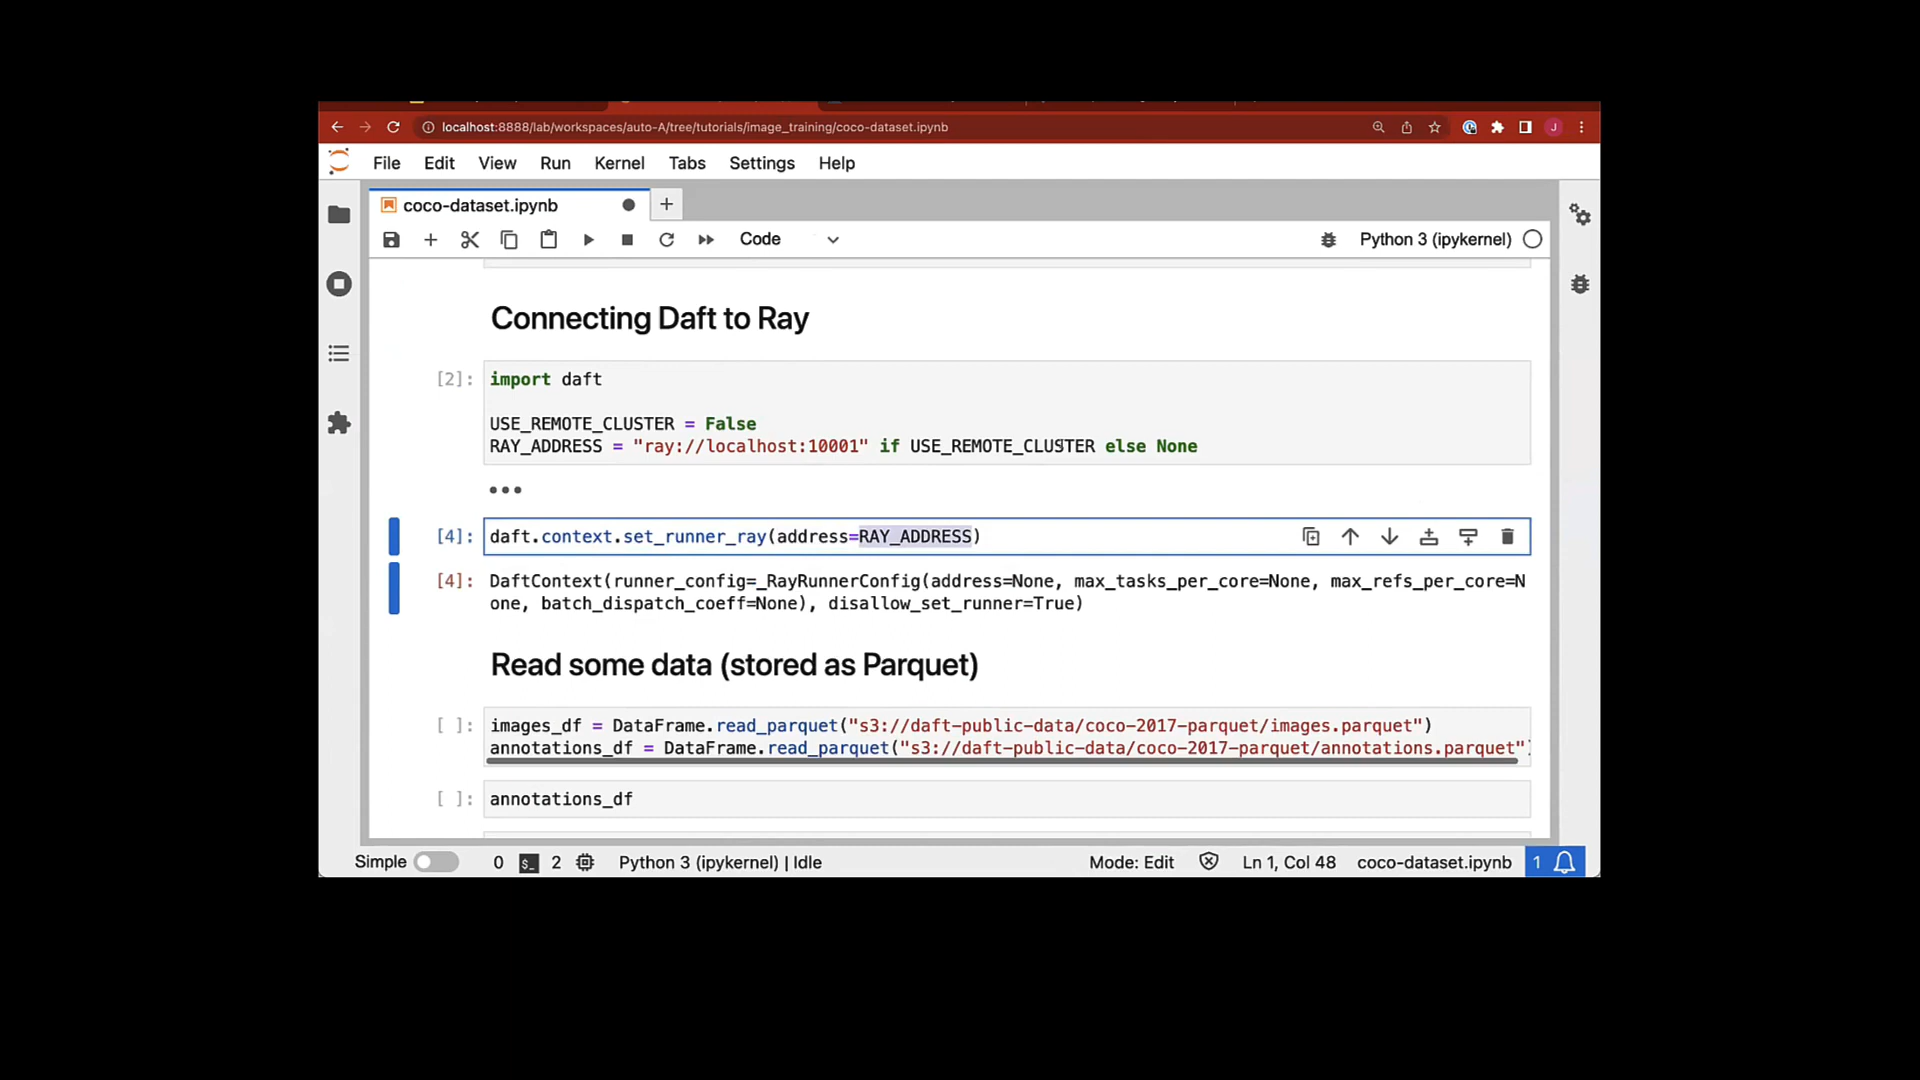 localhost:8888/lab/workspaces/auto-A/tree/tutorials/image_training/coco-dataset.ipynb
J
File Edit View Run Kernel Tabs Settings Help
coco-dataset.ipynb
Code
Python 3 (ipykernel)
Connecting Daft to Ray
[2]: import daft
USE_REMOTE_CLUSTER = False
RAY_ADDRESS = "ray://localhost:10001" if USE_REMOTE_CLUSTER else None
[4]: daft.context.set_runner_ray(address=RAY_ADDRESS)
[4]: DaftContext(runner_config=_RayRunnerConfig(address=None, max_tasks_per_core=None, max_refs_per_core=N
one, batch_dispatch_coeff=None), disallow_set_runner=True)
Read some data (stored as Parquet)
[ ]: images_df = DataFrame.read_parquet("s3://daft-public-data/coco-2017-parquet/images.parquet")
annotations_df = DataFrame.read_parquet("s3://daft-public-data/coco-2017-parquet/annotations.parquet")
[ ]: annotations_df
Simple 0 $_ 2 Python 3 (ipykernel) | Idle Mode: Edit Ln 1, Col 48 coco-dataset.ipynb 1